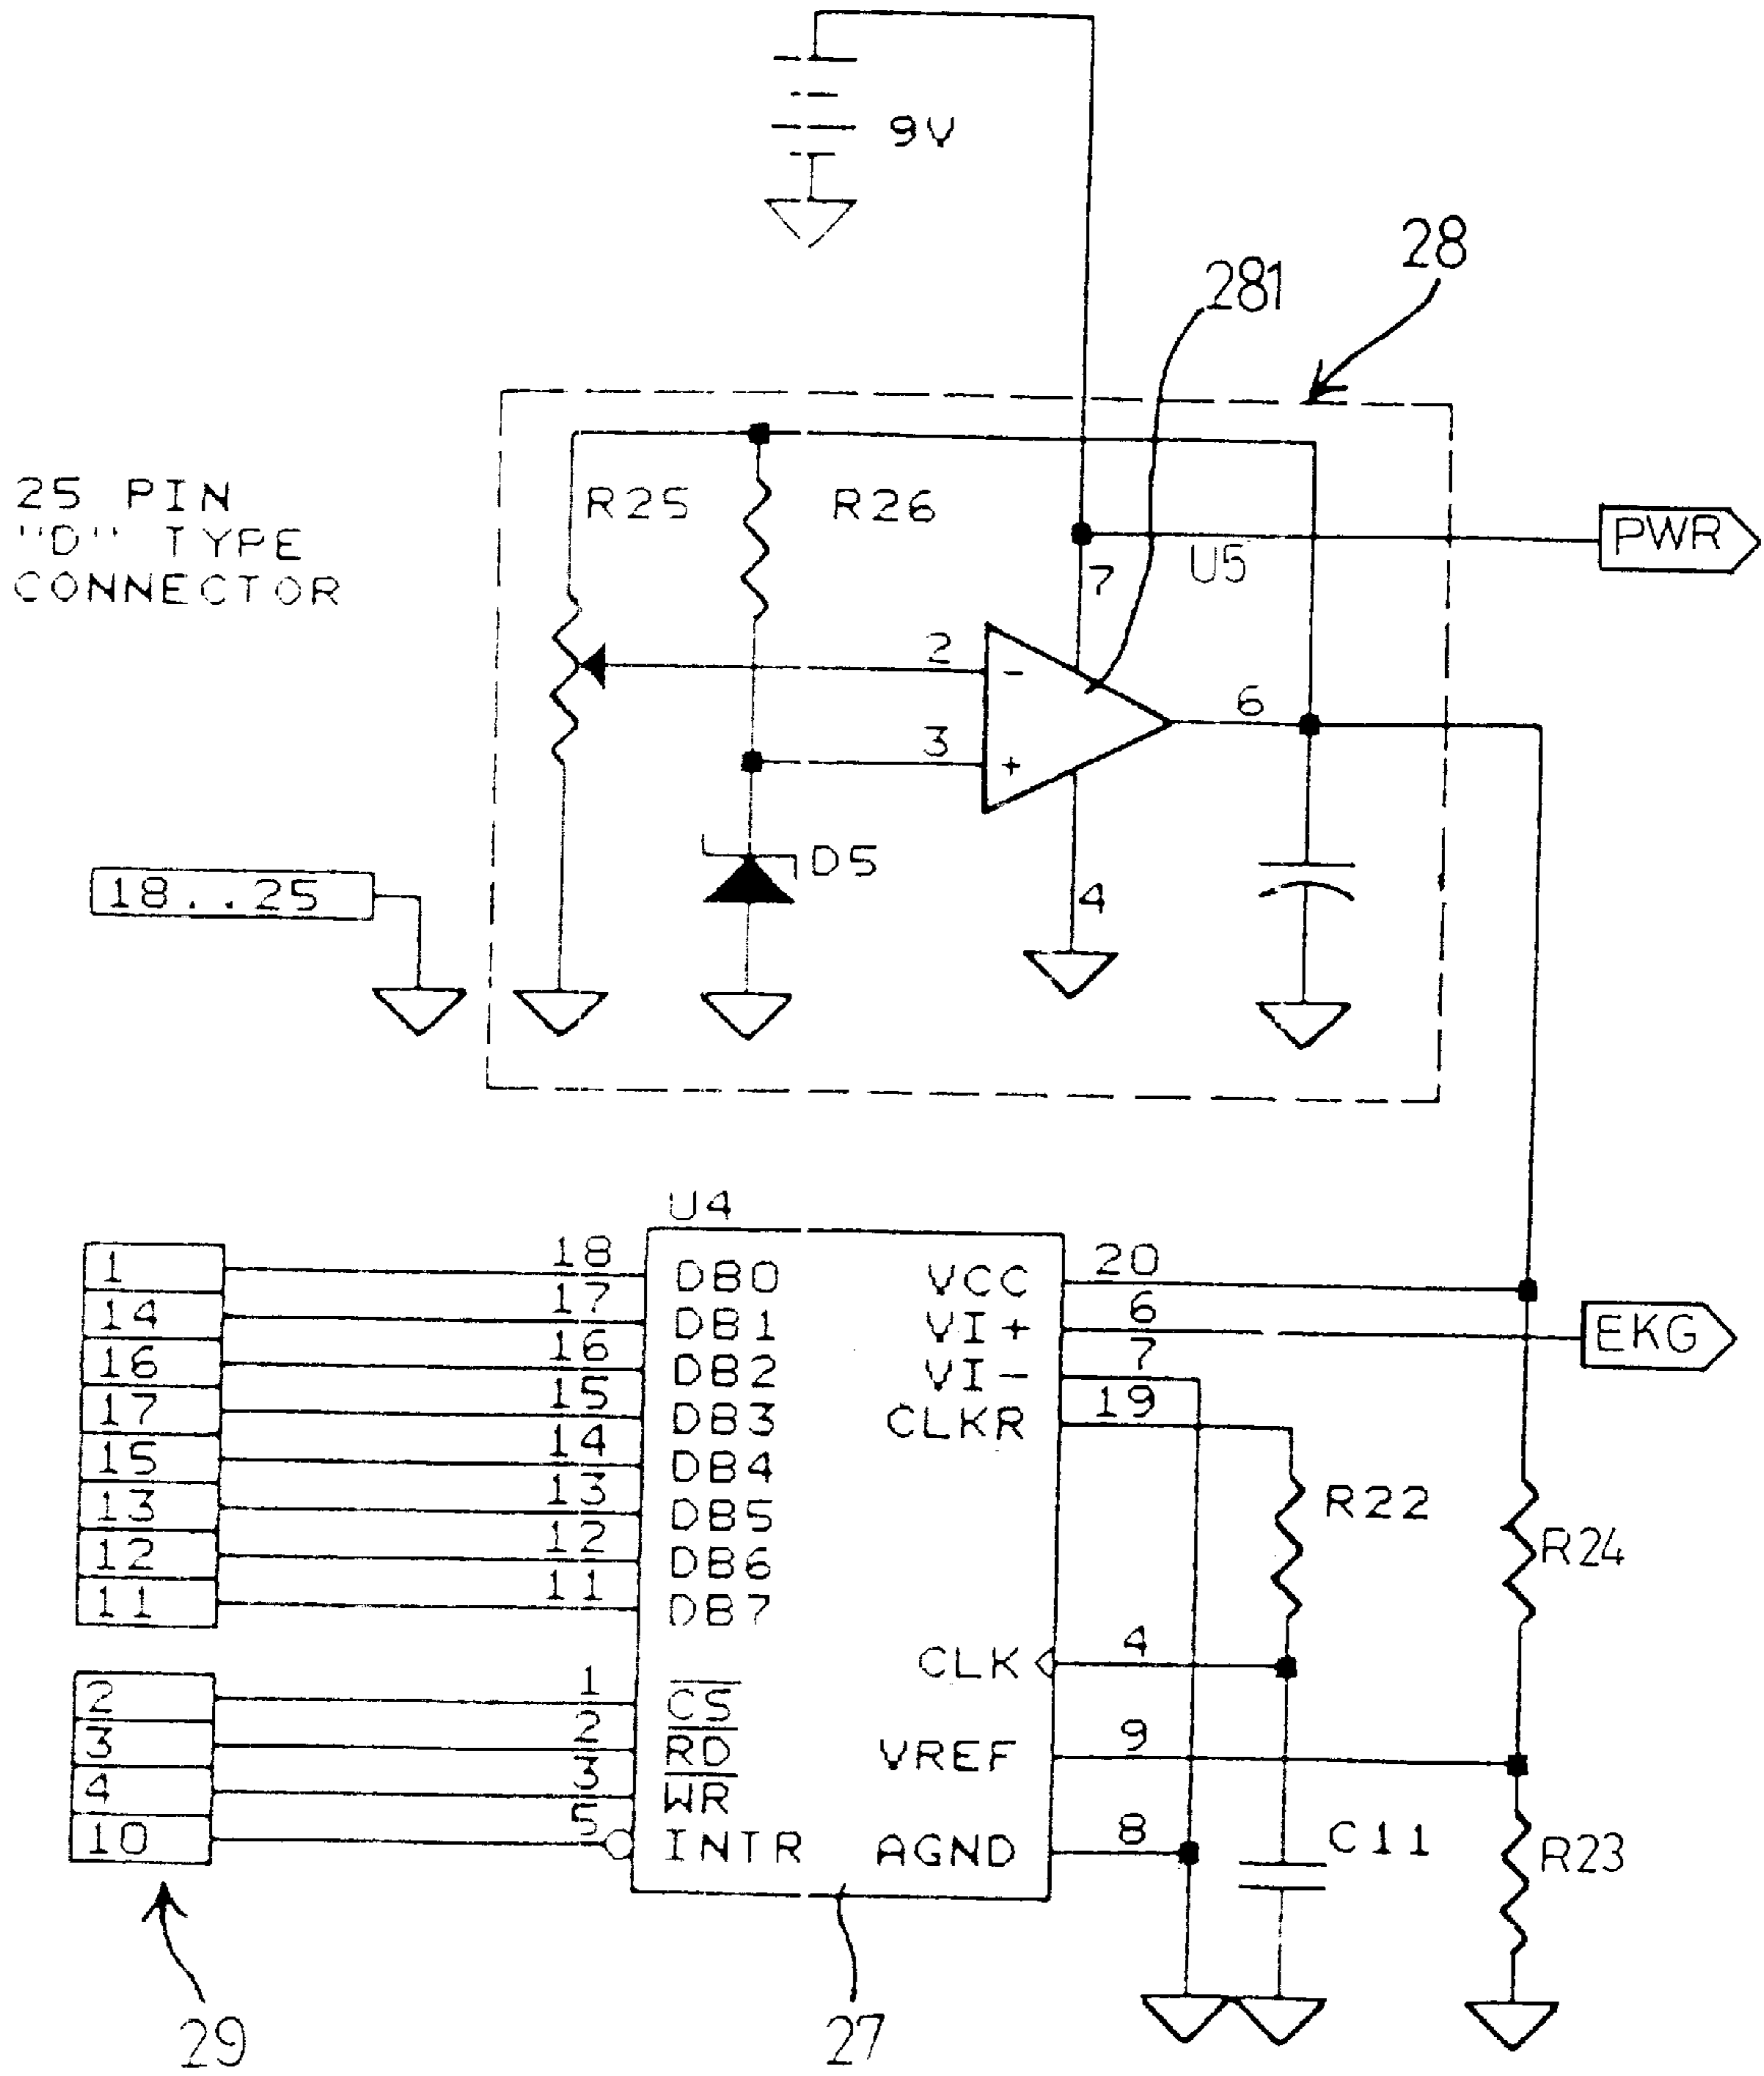 9V
28
281
25 PIN
"D" TYPE
CONNECTOR
R25
R26
PWR
7
U5
2
-
6
3
+
D5
4
18..25
U4
1
18
DB0
VCC
20
14
17
DB1
VI+
6
EKG
16
16
DB2
VI-
7
17
15
DB3
CLKR
19
15
14
DB4
13
13
DB5
R22
12
12
DB6
R24
11
11
DB7
CLK
4
2
1
CS
3
2
RD
VREF
9
4
3
WR
10
5
INTR
AGND
8
C11
R23
29
27